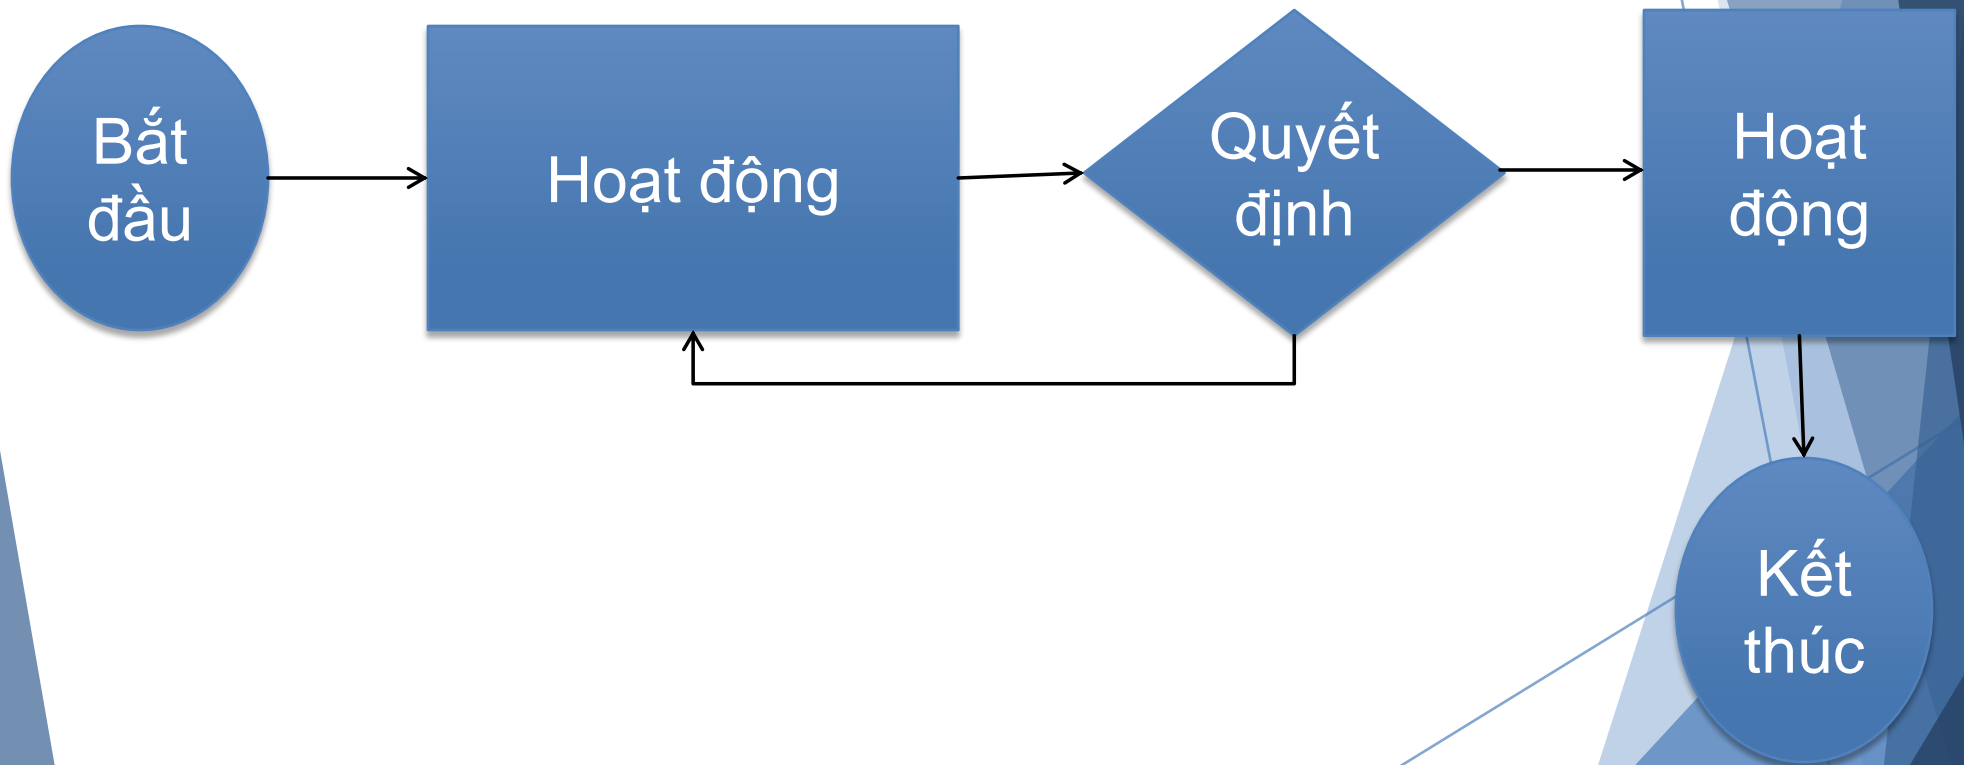 Bắt
đầu
Hoạt động
Quyết
định
Hoạt
động
Kết
thúc